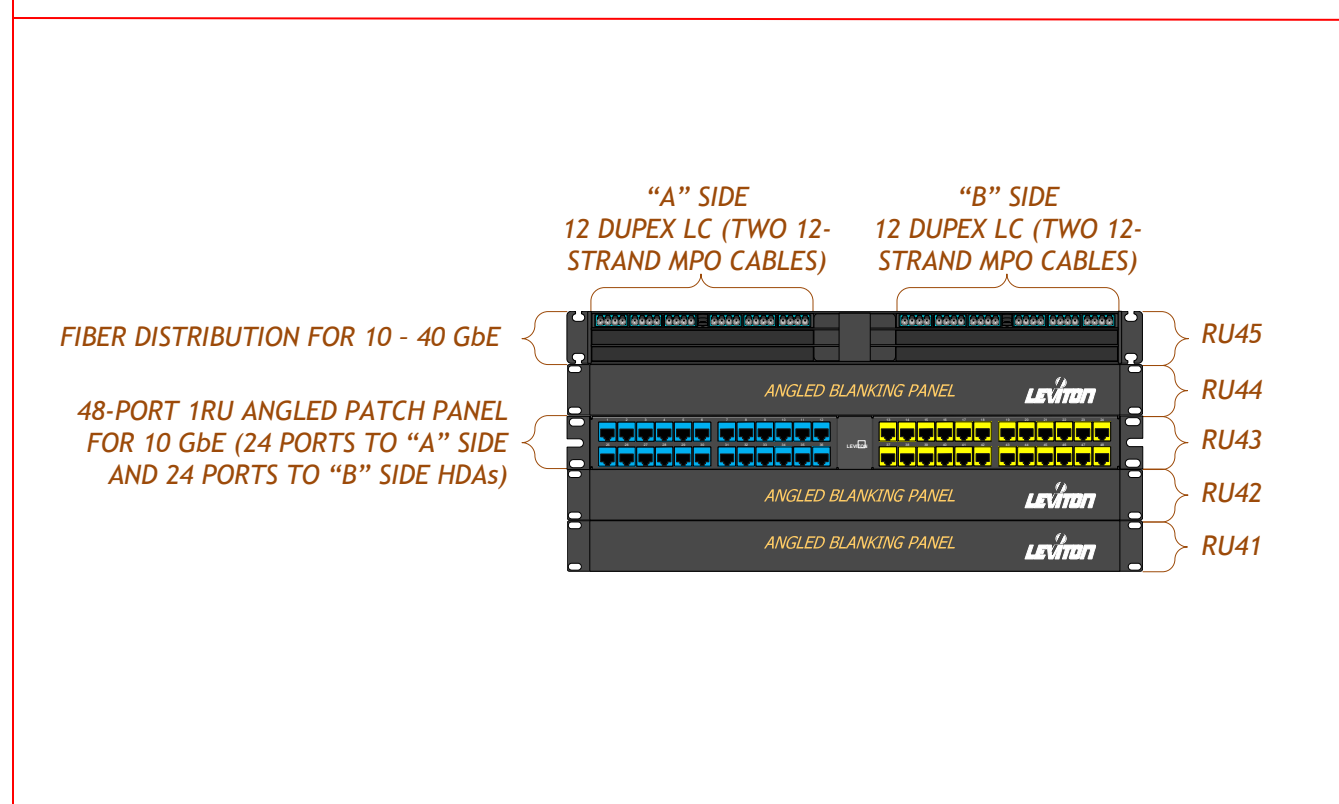 “A” SIDE
12 DUPEX LC (TWO 12-
STRAND MPO CABLES)
“B” SIDE
12 DUPEX LC (TWO 12-
STRAND MPO CABLES)
FIBER DISTRIBUTION FOR 10 – 40 GbE
RU45
ANGLED BLANKING PANEL
LEVITON
RU44
48-PORT 1RU ANGLED PATCH PANEL
FOR 10 GbE (24 PORTS TO “A” SIDE
AND 24 PORTS TO “B” SIDE HDAs)
LEVITON
RU43
ANGLED BLANKING PANEL
LEVITON
RU42
ANGLED BLANKING PANEL
LEVITON
RU41